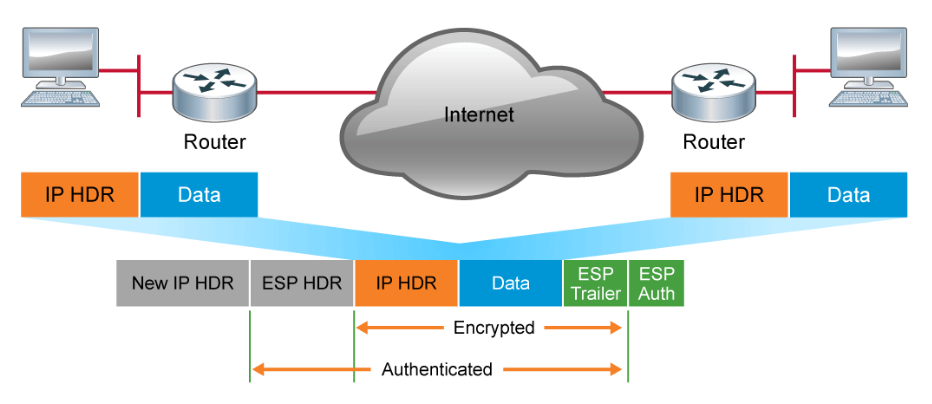 Internet
Router
Router
IP HDR Data
IP HDR Data
New IP HDR ESP HDR IP HDR Data ESP Trailer ESP Auth
Encrypted
Authenticated